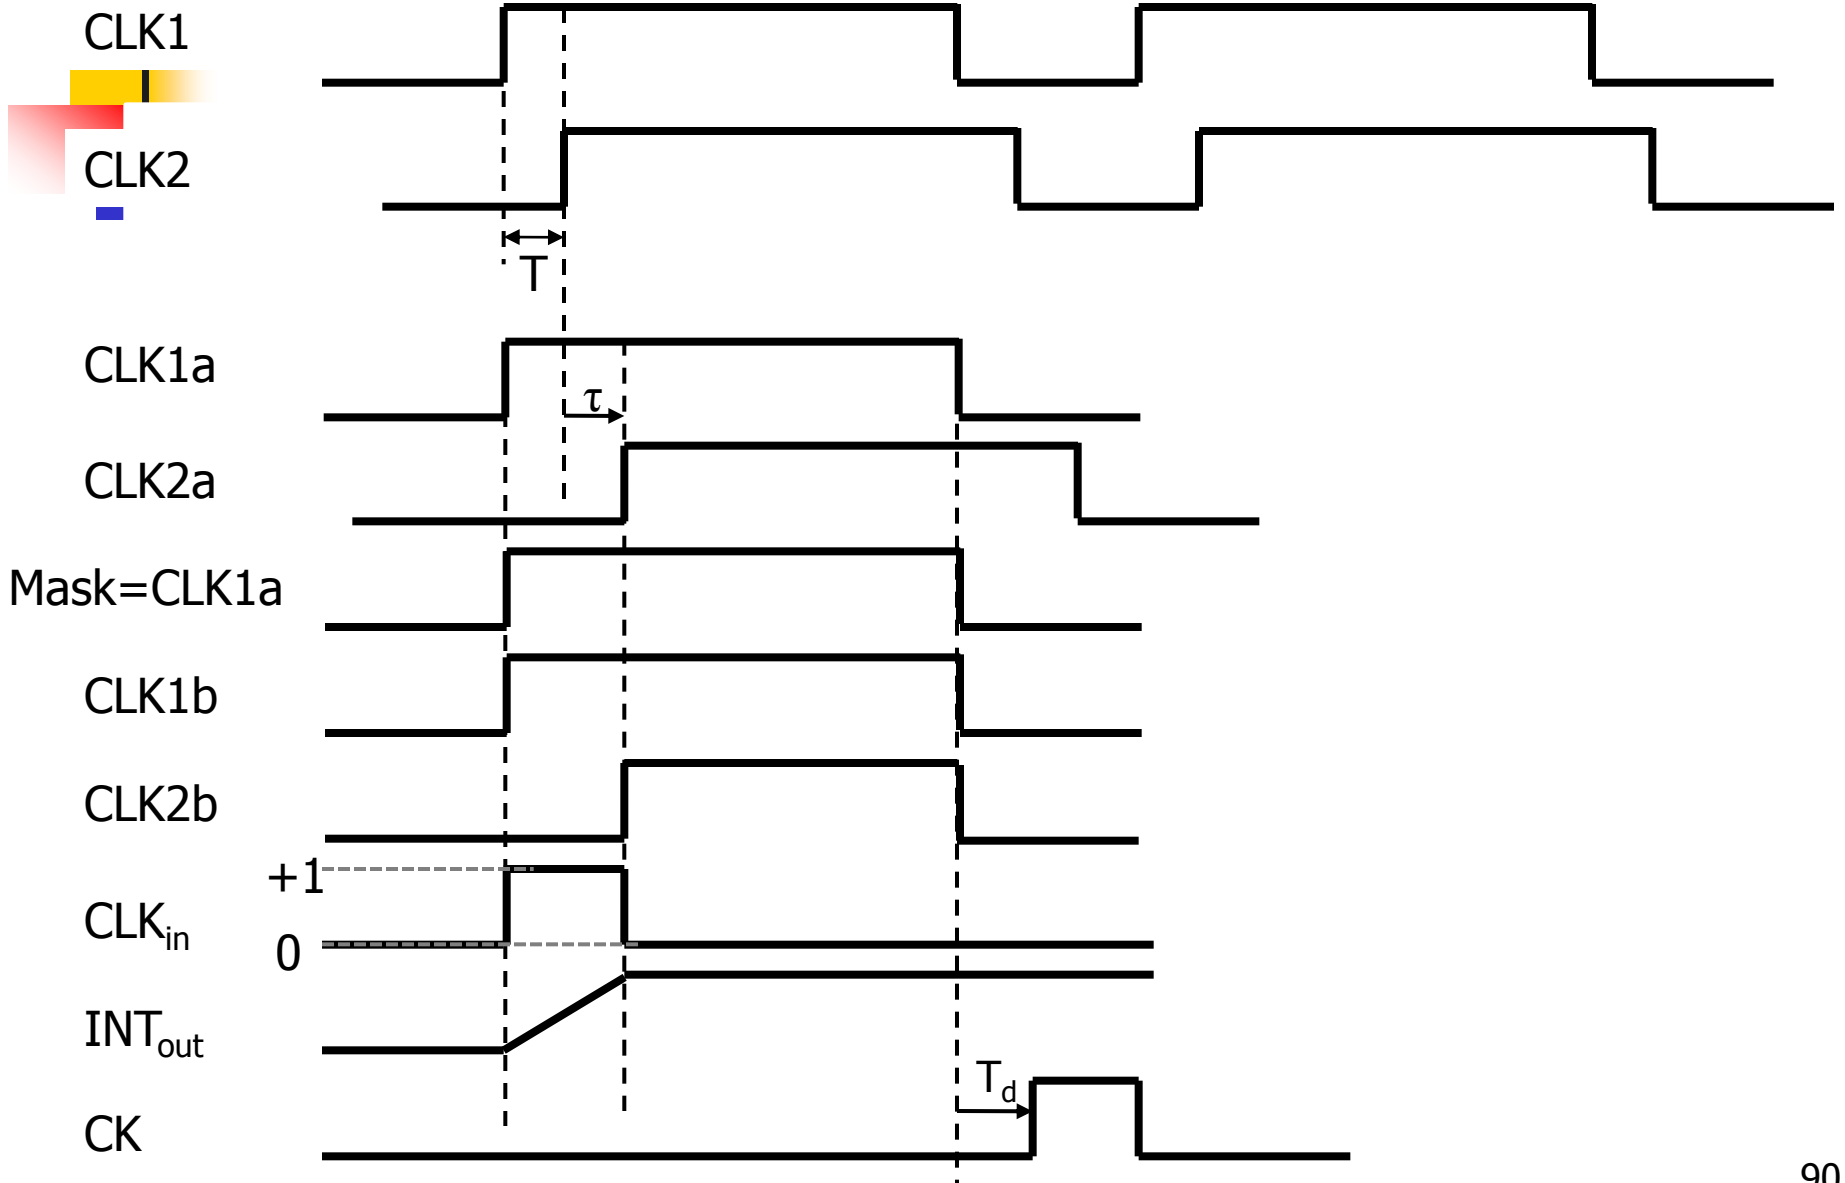 CLK1
CLK2
T
CLK1a
τ
CLK2a
Mask=CLK1a
CLK1b
CLK2b
+1
CLKin
0
INTout
Td
CK
90